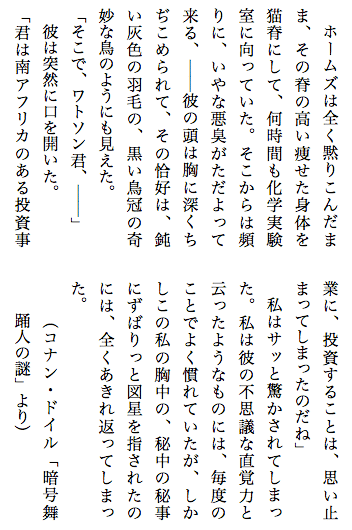 ホームズは全く黙りこんだま
ま、その脊の高い痩せた身体を
猫脊にして、何時間も化学実験
室に向っていた。そこからは頻
りに、いやな悪臭がただよって
来る、――彼の頭は胸に深くち
ぢこめられて、その恰好は、鈍
い灰色の羽毛の、黒い鳥冠の奇
妙な鳥のようにも見えた。
「そこで、ワトソン君、――」
彼は突然に口を開いた。
「君は南アフリカのある投資事
業に、投資することは、思い止
まってしまったのだね」
私はサッと驚かされてしまっ
た。私は彼の不思議な直覚力と
云ったようなものには、毎度の
ことでよく慣れていたが、しか
しこの私の胸中の、秘中の秘事
にずばりっと図星を指されたの
には、全くあきれ返ってしまっ
た。
（コナン・ドイル「暗号舞
踊人の謎」より）